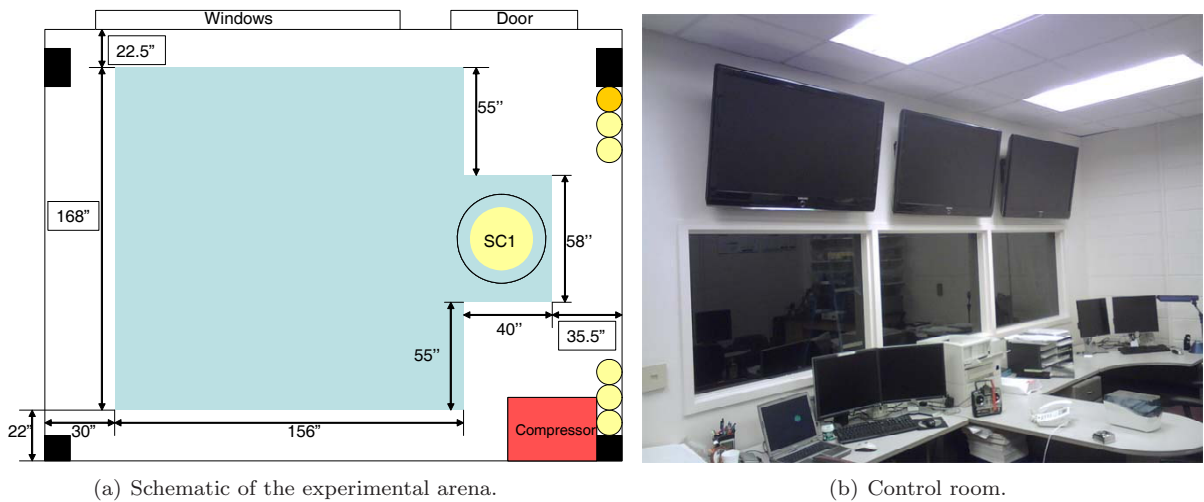 Windows
Door
22.5”
55’’
168”
SC1
58’’
40’’
35.5”
55’’
22”
30”
156”
Compressor
(a) Schematic of the experimental arena.
(b) Control room.